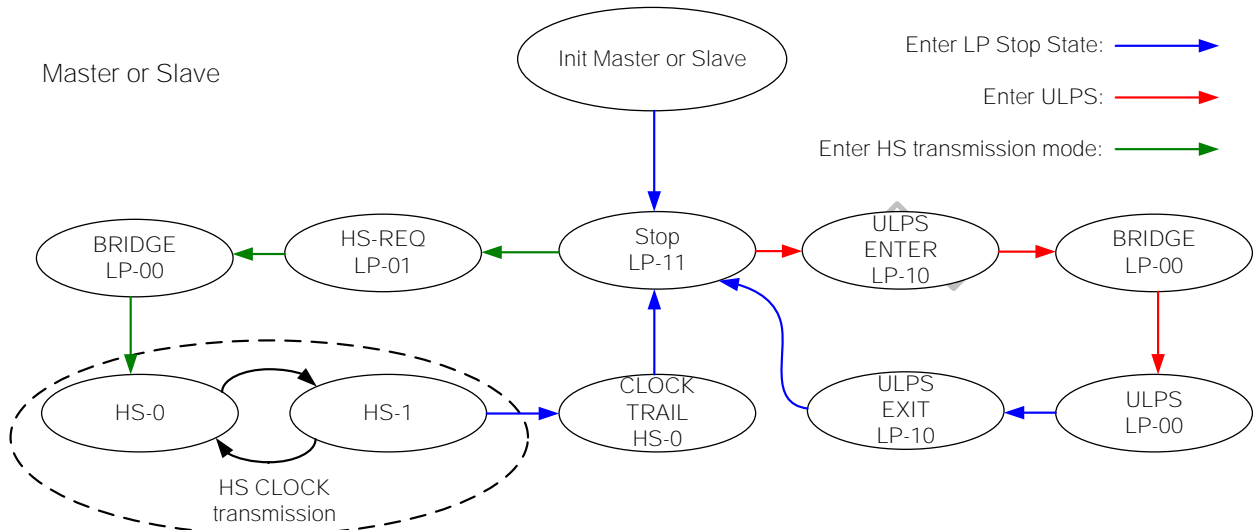 Master or Slave
Init Master or Slave
Enter LP Stop State:
Enter ULPS:
Enter HS transmission mode:
BRIDGE
LP-00
HS-REQ
LP-01
Stop
LP-11
ULPS
ENTER
LP-10
BRIDGE
LP-00
HS-0
HS-1
CLOCK
TRAIL
HS-0
ULPS
EXIT
LP-10
ULPS
LP-00
HS CLOCK
transmission